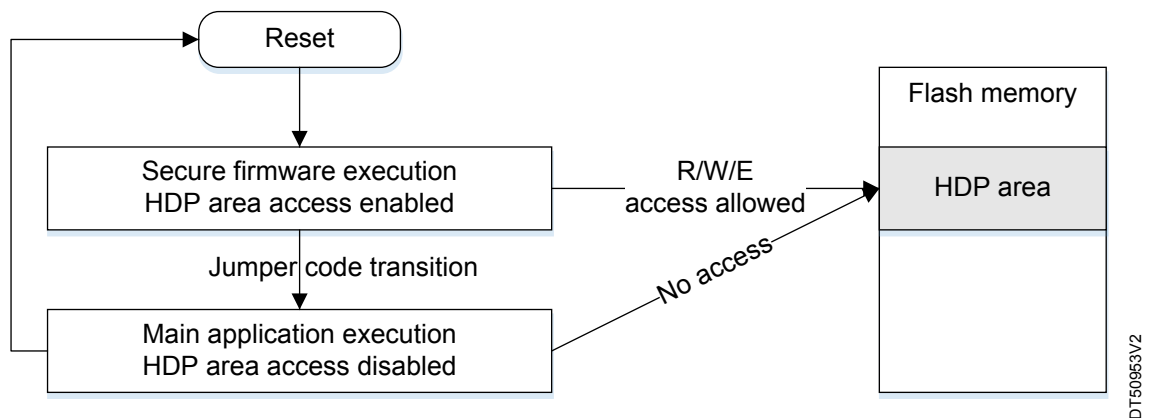 Reset
Flash memory
Secure firmware execution
HDP area access enabled
R/W/E
access allowed
HDP area
Jumper code transition
No access
Main application execution
HDP area access disabled
DT50953V2